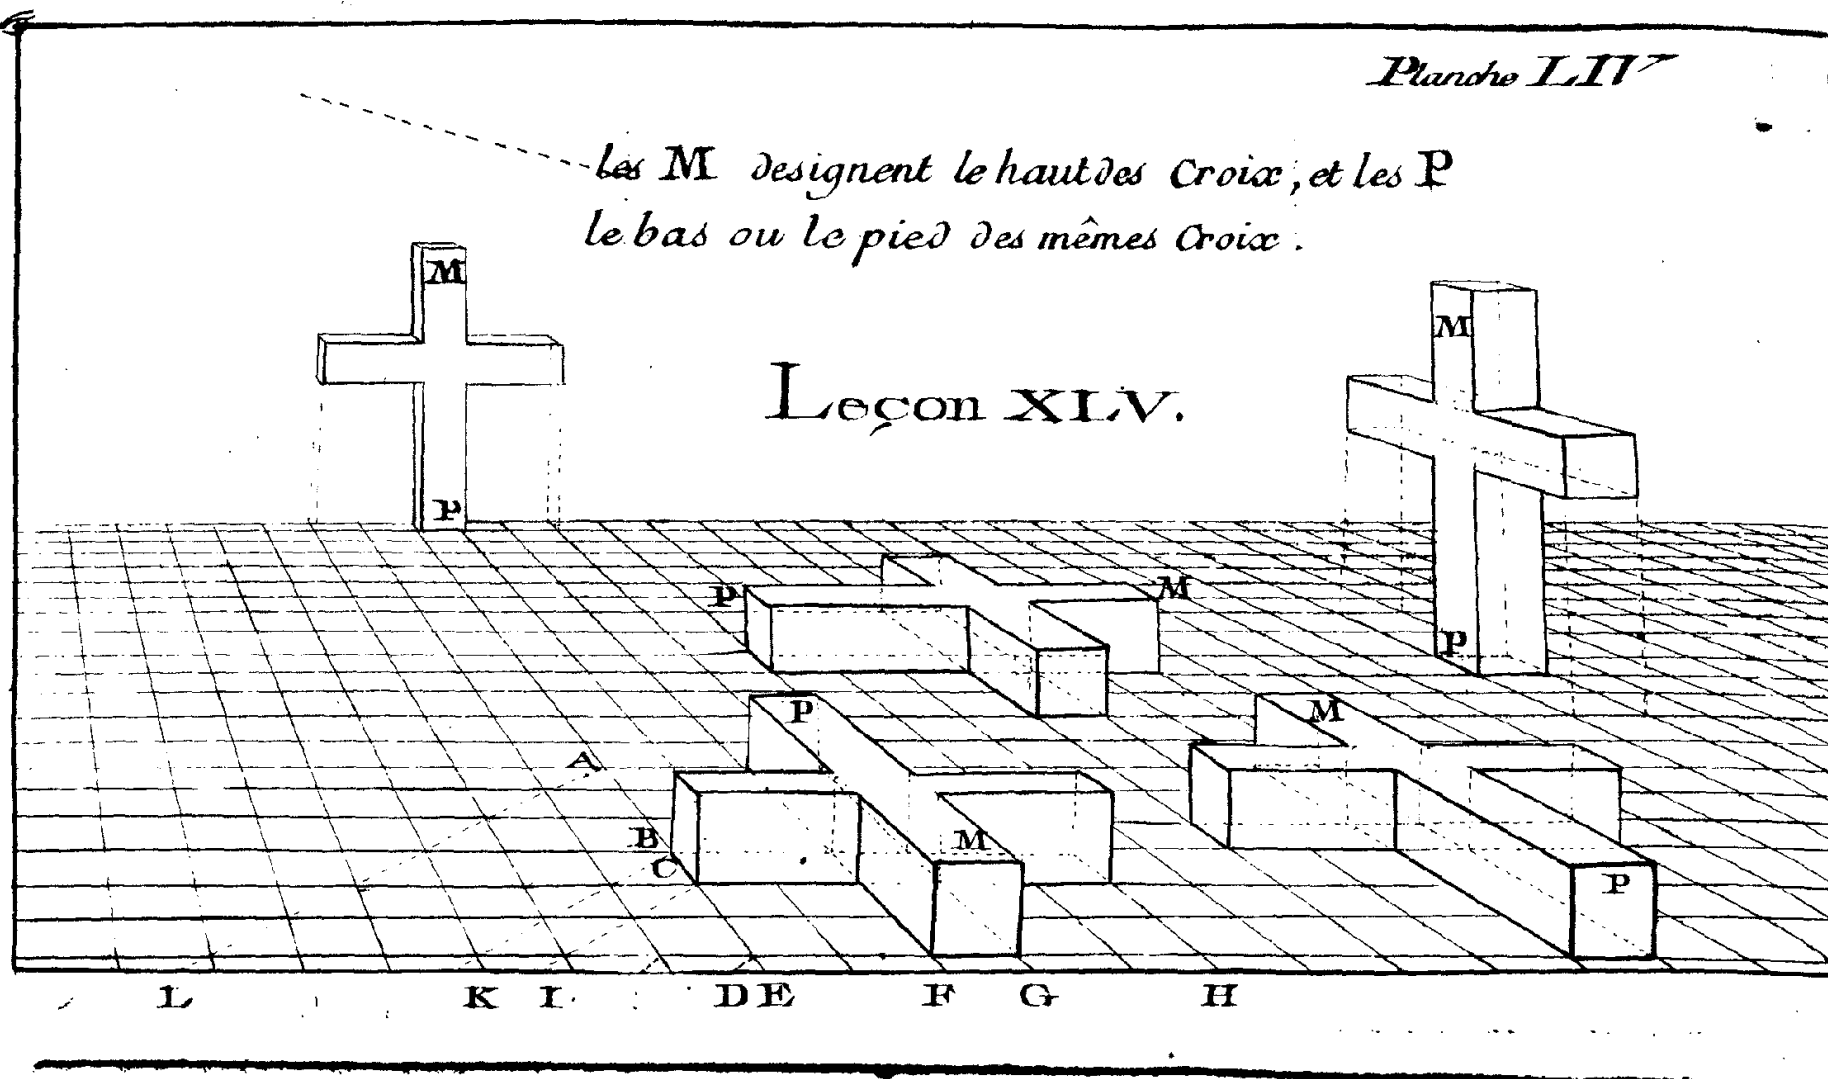 Planche LIV
les M designent le haut des Croix, et les P
le bas ou le pied des mêmes Croix.
M
M
Leçon XLV.
P
P M
P
P M
A
B
M
C
P
L K I. D E F G H